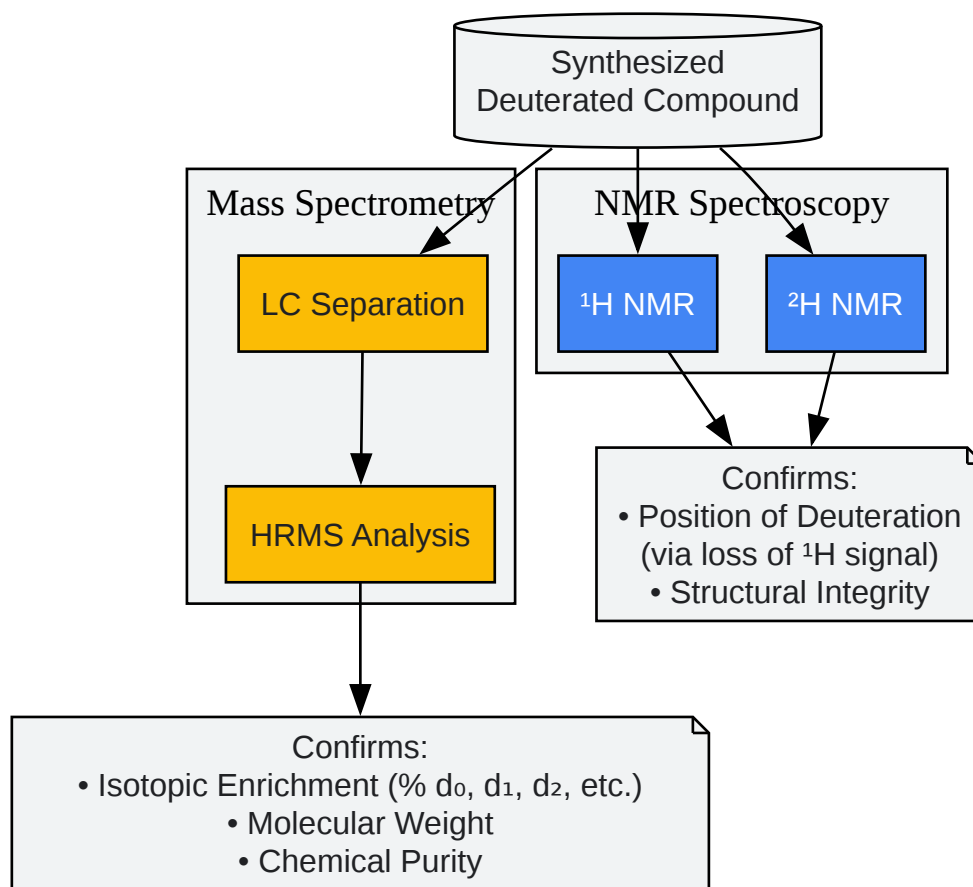 Synthesized
Deuterated Compound
Mass Spectrometry
NMR Spectroscopy
LC Separation
¹H NMR
²H NMR
HRMS Analysis
Confirms:
• Position of Deuteration
(via loss of ¹H signal)
• Structural Integrity
Confirms:
• Isotopic Enrichment (% d₀, d₁, d₂, etc.)
• Molecular Weight
• Chemical Purity